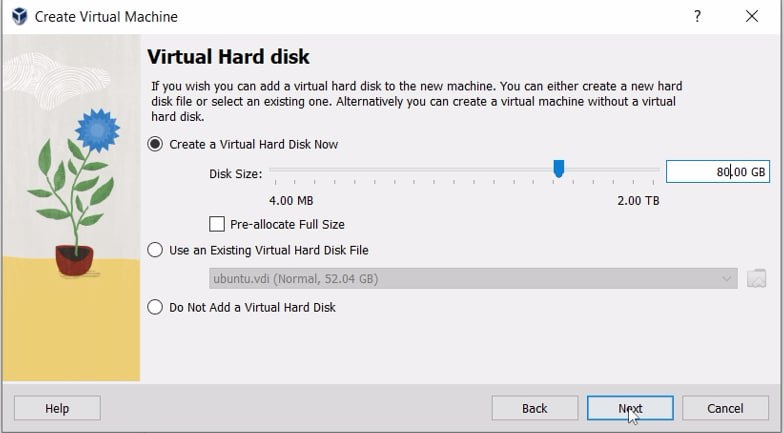 Create Virtual Machine
?
Virtual Hard disk
If you wish you can add a virtual hard disk to the new machine. You can either create a new hard
disk file or select an existing one. Alternatively you can create a virtual machine without a virtual
hard disk.
Create a Virtual Hard Disk Now
Disk Size:
80.00 GB
4.00 MB
2.00 TB
Pre-allocate Full Size
Use an Existing Virtual Hard Disk File
ubuntu.vdi (Normal, 52.04 GB)
Do Not Add a Virtual Hard Disk
Help
Back
Next
Cancel